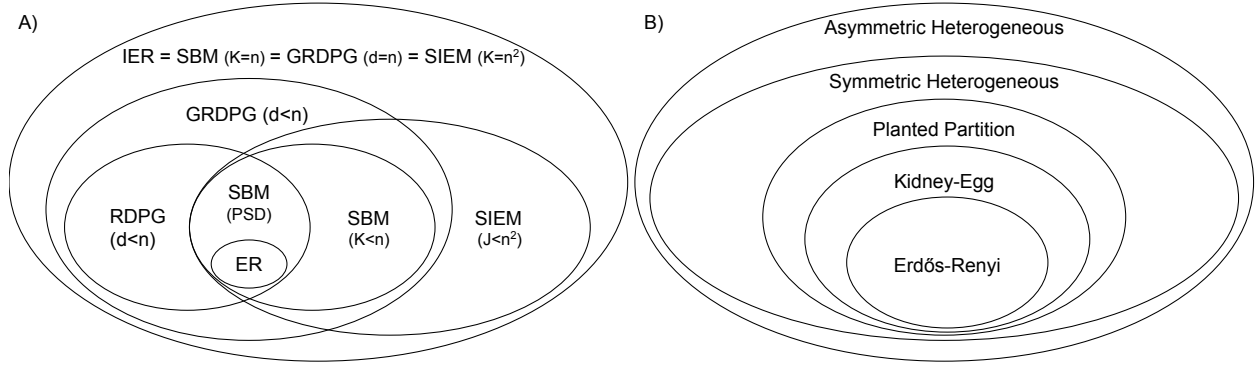 A)
IER = SBM (K=n) = GRDPG (d=n) = SIEM (K=n²)
GRDPG (d<n)
RDPG
(d<n)
SBM
(PSD)
ER
SBM
(K<n)
SIEM
(J<n²)
B)
Asymmetric Heterogeneous
Symmetric Heterogeneous
Planted Partition
Kidney-Egg
Erdős-Renyi